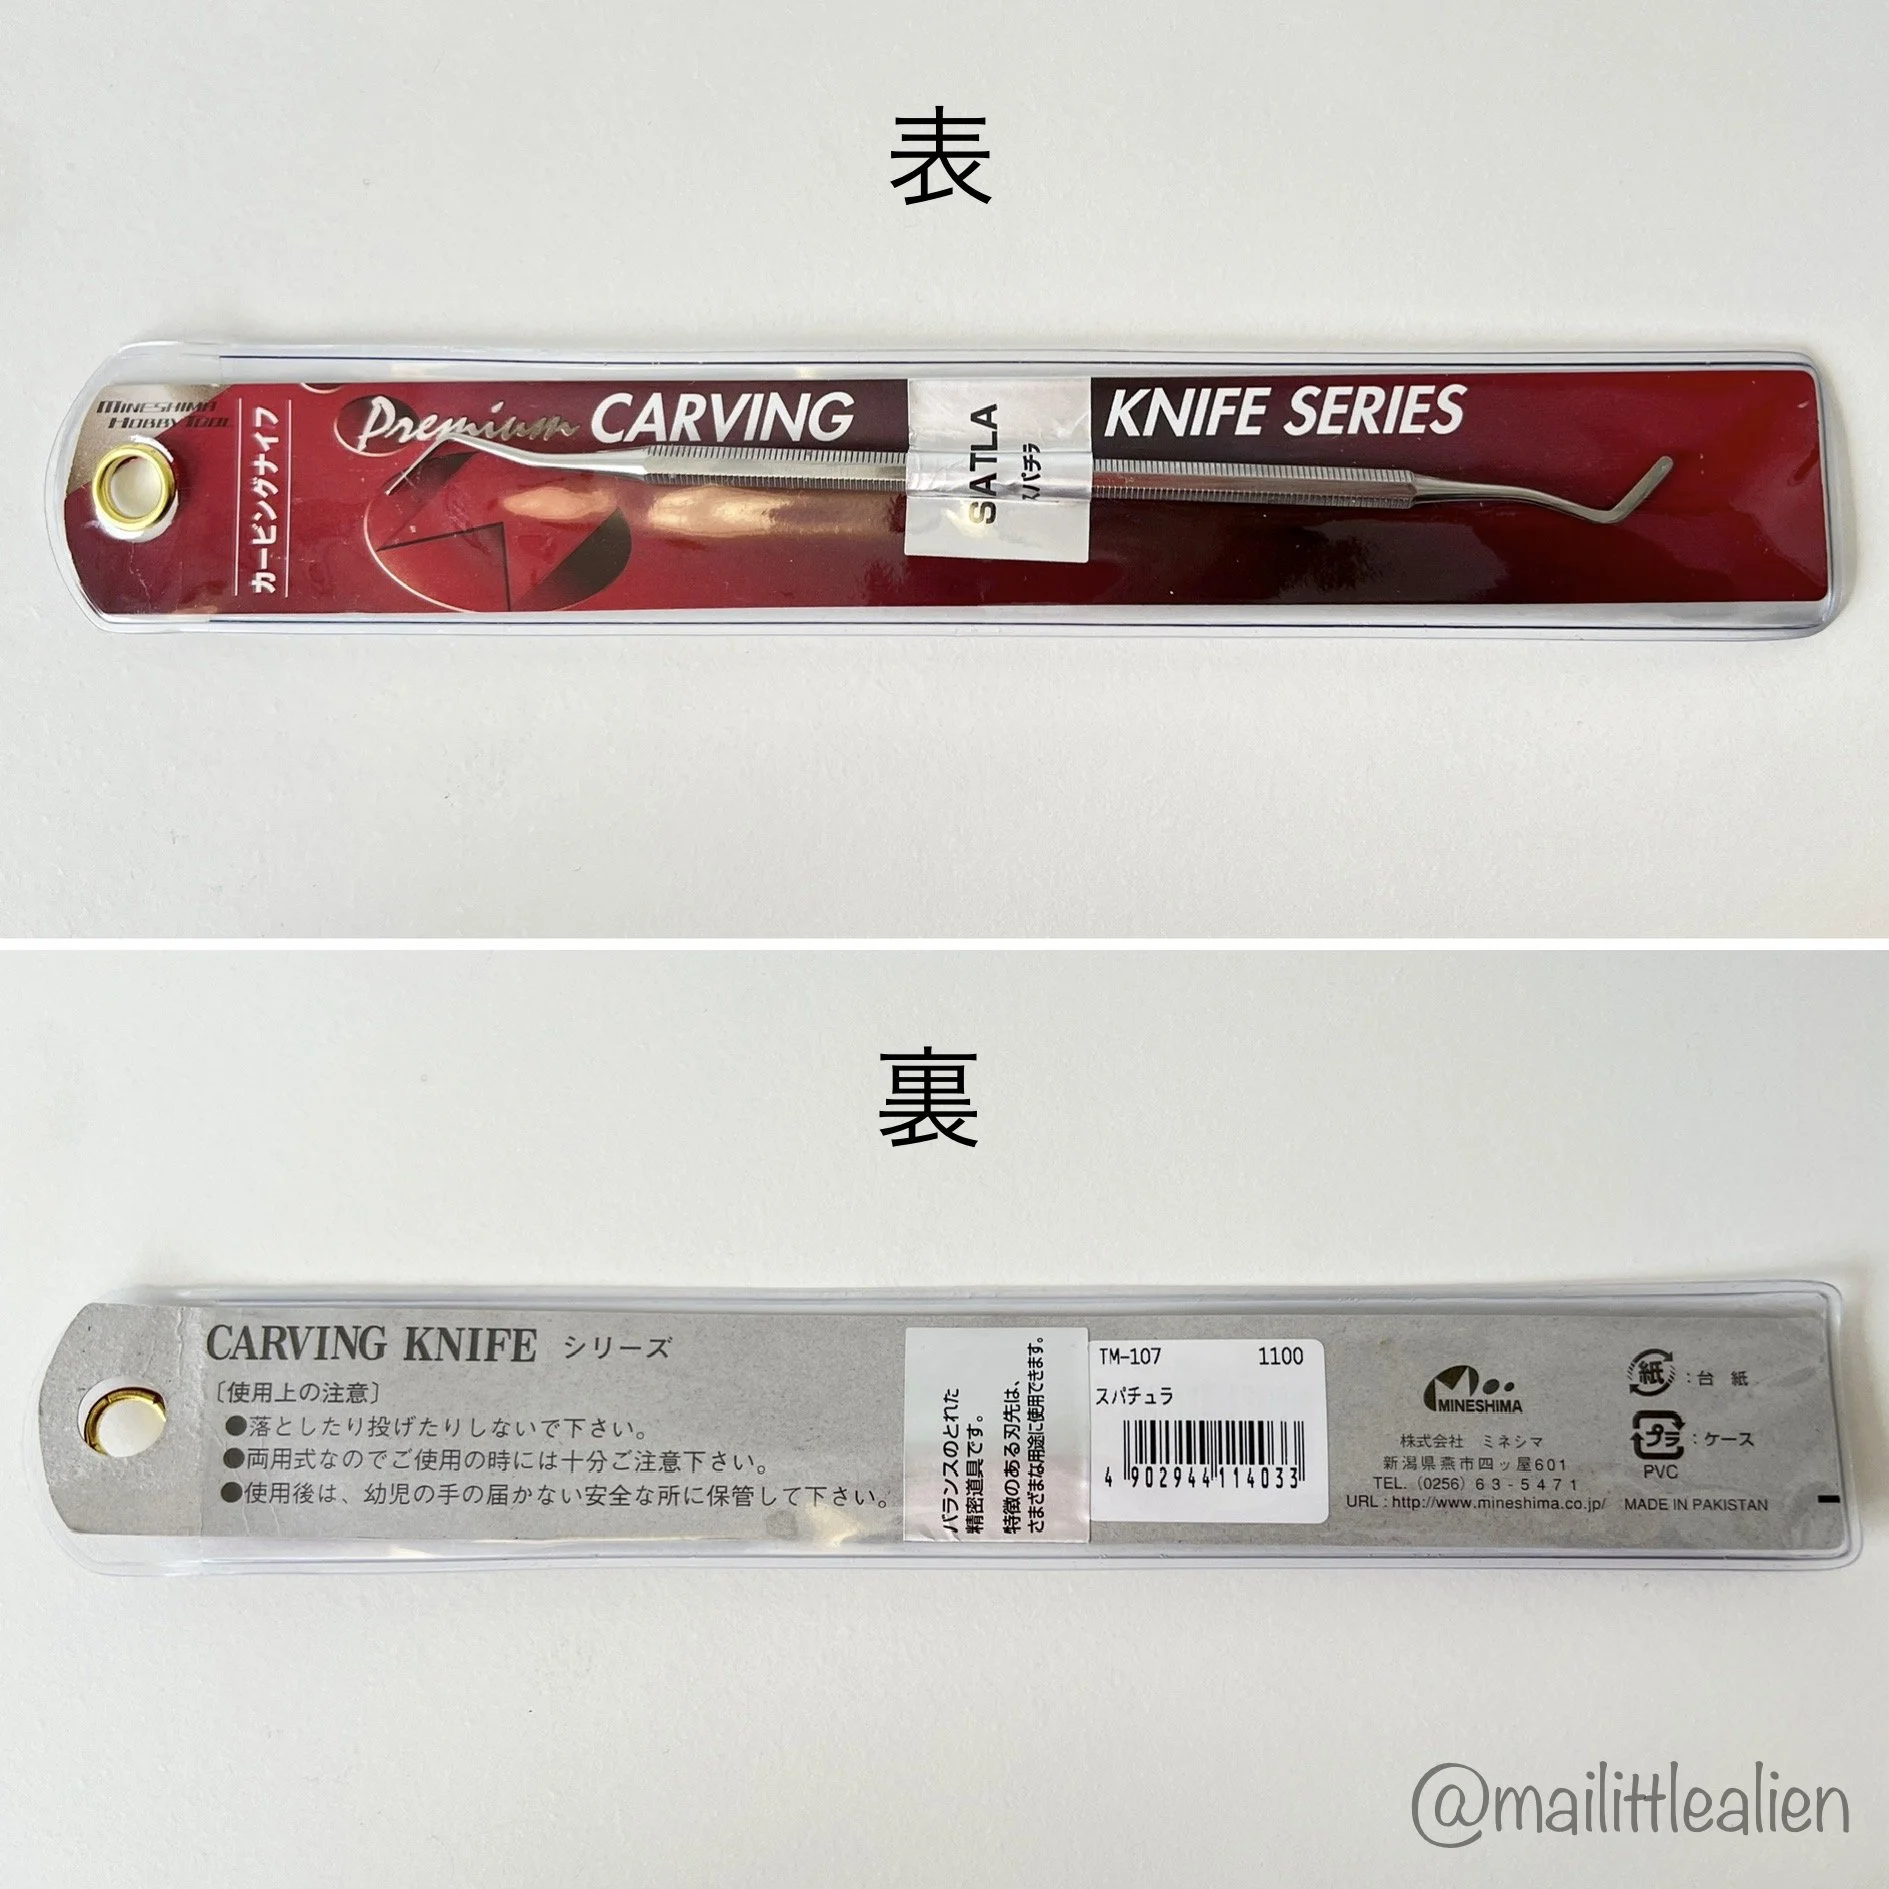 表
MINESHIMA
HOBBY TOOL
カービングナイフ
Premium CARVING KNIFE SERIES
SATLA
スパチラ
裏
CARVING KNIFE シリーズ
〔使用上の注意〕
●落としたり投げたりしないで下さい。
●両用式なのでご使用の時には十分ご注意下さい。
●使用後は、幼児の手の届かない安全な所に保管して下さい。
バランスのとれた
精密道具です。
特徴のある刃先は、
さまざまな用途に使用できます。
TM-107 1100
スパチュラ
4 902944 114033
MINESHIMA
株式会社 ミネシマ
新潟県燕市四ッ屋601
TEL.(0256)63-5471
URL : http://www.mineshima.co.jp/
紙 : 台 紙
プラ : ケース
PVC
MADE IN PAKISTAN
@mailittlealien